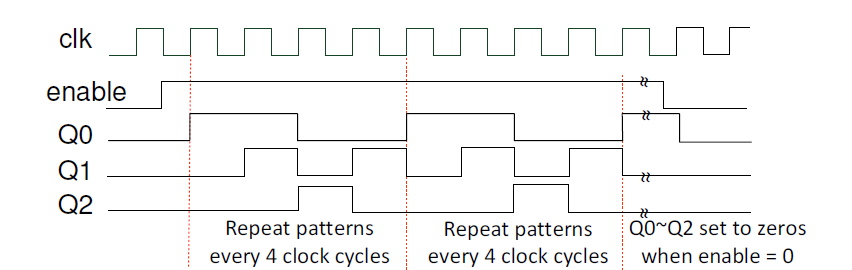 clk
enable
Q0
Q1
Q2
Repeat patterns
every 4 clock cycles
Repeat patterns
every 4 clock cycles
Q0~Q2 set to zeros
when enable = 0